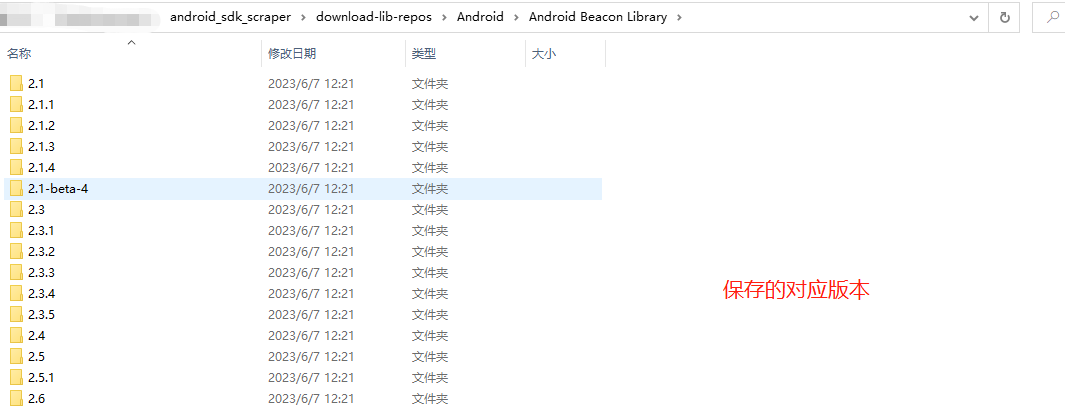 android_sdk_scraper > download-lib-repos > Android > Android Beacon Library >
名称 修改日期 类型 大小
2.1 2023/6/7 12:21 文件夹
2.1.1 2023/6/7 12:21 文件夹
2.1.2 2023/6/7 12:21 文件夹
2.1.3 2023/6/7 12:21 文件夹
2.1.4 2023/6/7 12:21 文件夹
2.1-beta-4 2023/6/7 12:21 文件夹
2.3 2023/6/7 12:21 文件夹
2.3.1 2023/6/7 12:21 文件夹
2.3.2 2023/6/7 12:21 文件夹
2.3.3 2023/6/7 12:21 文件夹
保存的对应版本
2.3.4 2023/6/7 12:21 文件夹
2.3.5 2023/6/7 12:21 文件夹
2.4 2023/6/7 12:21 文件夹
2.5 2023/6/7 12:21 文件夹
2.5.1 2023/6/7 12:21 文件夹
2.6 2023/6/7 12:21 文件夹